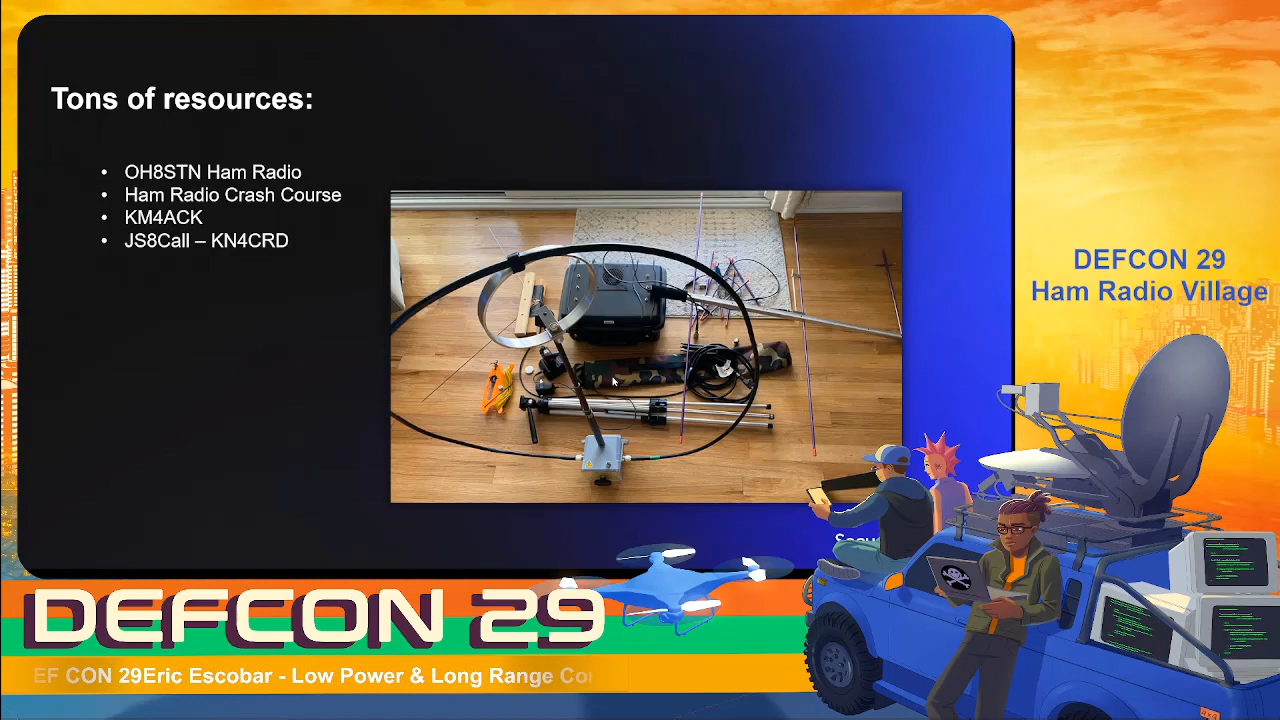 Tons of resources:
• OH8STN Ham Radio
• Ham Radio Crash Course
• KM4ACK
• JS8Call – KN4CRD
DEFCON 29
Ham Radio Village
DEFCON 29
EF CON 29Eric Escobar - Low Power & Long Range Co